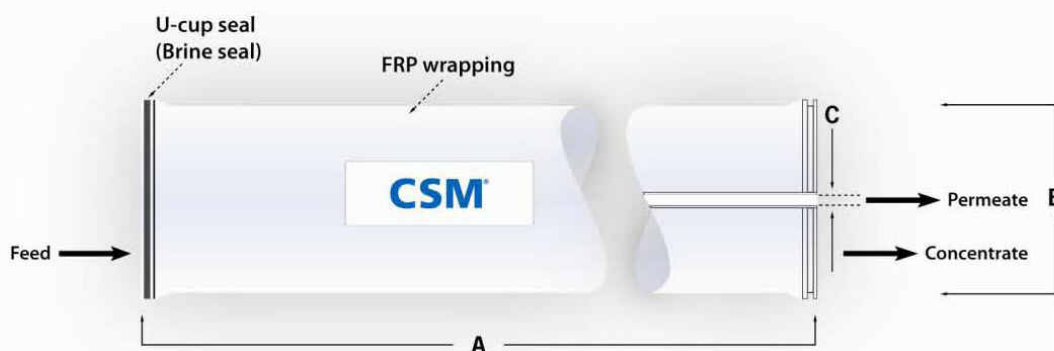 U-cup seal
(Brine seal)
FRP wrapping
C
CSM®
Permeate
B
Feed
Concentrate
A